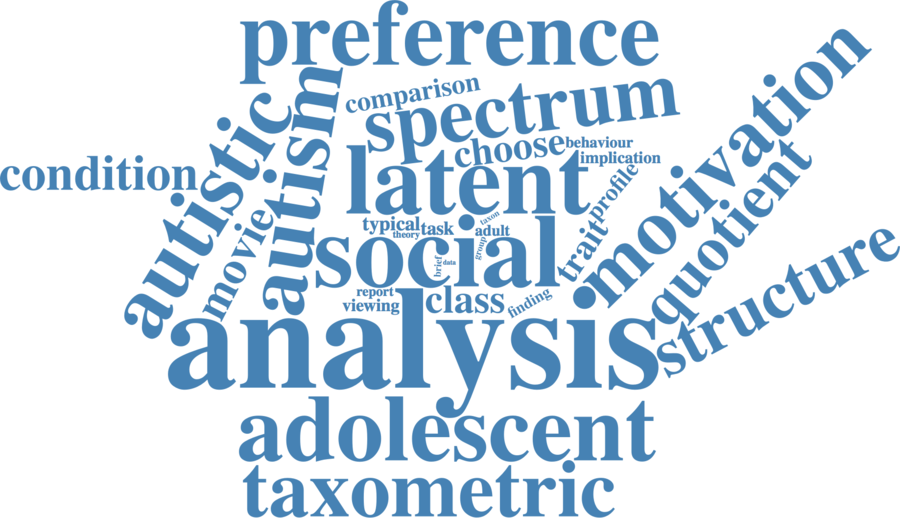 preference
comparison
spectrum
motivation
autistic
autism
choose
behaviour
implication
condition
latent
profile
quotient
movie
typical
task
theory
taxon
adult
group
trait
social
brief
data
structure
report
viewing
class
finding
analysis
adolescent
taxometric